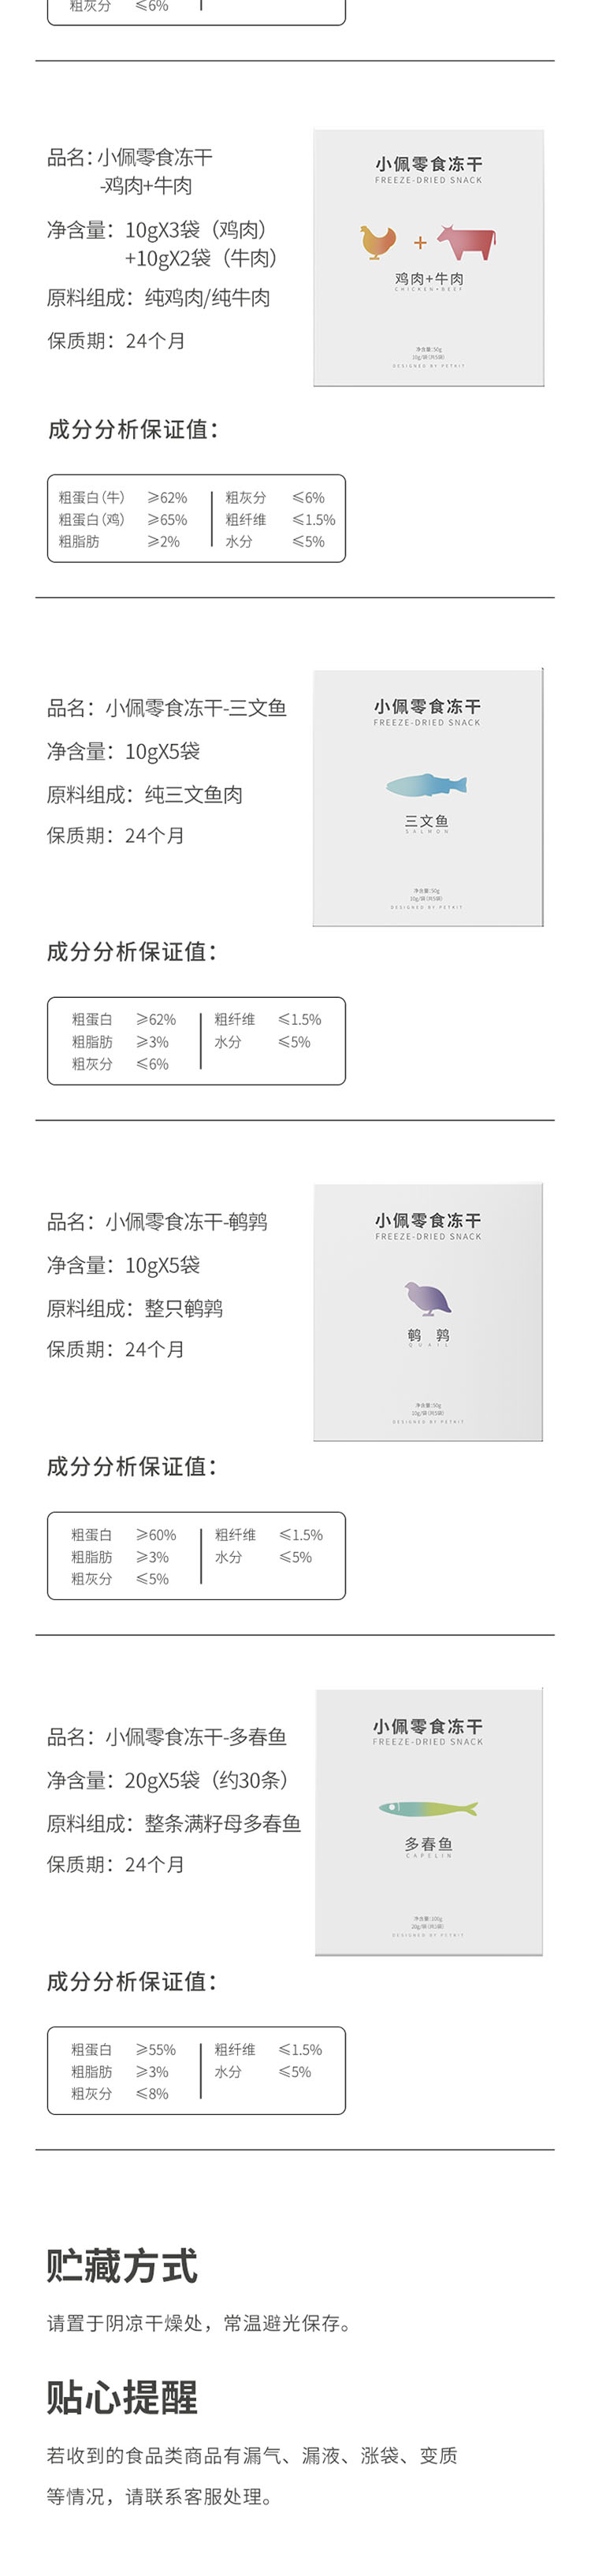 粗灰分 ≤6%
品名：小佩零食冻干
-鸡肉+牛肉
净含量：10gX3袋（鸡肉）
+10gX2袋（牛肉）
原料组成：纯鸡肉/纯牛肉
保质期：24个月
小佩零食冻干
FREEZE-DRIED SNACK
+
鸡肉+牛肉
CHICKEN+BEEF
净含量:50g
10g/袋(共5袋)
DESIGNED BY PETKIT
成分分析保证值：
粗蛋白(牛) ≥62% 粗灰分 ≤6%
粗蛋白(鸡) ≥65% 粗纤维 ≤1.5%
粗脂肪 ≥2% 水分 ≤5%
品名：小佩零食冻干-三文鱼
净含量：10gX5袋
原料组成：纯三文鱼肉
保质期：24个月
小佩零食冻干
FREEZE-DRIED SNACK
三文鱼
SALMON
净含量:50g
10g/袋(共5袋)
DESIGNED BY PETKIT
成分分析保证值：
粗蛋白 ≥62% 粗纤维 ≤1.5%
粗脂肪 ≥3% 水分 ≤5%
粗灰分 ≤6%
品名：小佩零食冻干-鹌鹑
净含量：10gX5袋
原料组成：整只鹌鹑
保质期：24个月
小佩零食冻干
FREEZE-DRIED SNACK
鹌 鹑
QUAIL
净含量:50g
10g/袋(共5袋)
DESIGNED BY PETKIT
成分分析保证值：
粗蛋白 ≥60% 粗纤维 ≤1.5%
粗脂肪 ≥3% 水分 ≤5%
粗灰分 ≤5%
品名：小佩零食冻干-多春鱼
净含量：20gX5袋（约30条）
原料组成：整条满籽母多春鱼
保质期：24个月
小佩零食冻干
FREEZE-DRIED SNACK
多春鱼
CAPELIN
净含量:100g
20g/袋(共5袋)
DESIGNED BY PETKIT
成分分析保证值：
粗蛋白 ≥55% 粗纤维 ≤1.5%
粗脂肪 ≥3% 水分 ≤5%
粗灰分 ≤8%
贮藏方式
请置于阴凉干燥处，常温避光保存。
贴心提醒
若收到的食品类商品有漏气、漏液、涨袋、变质
等情况，请联系客服处理。